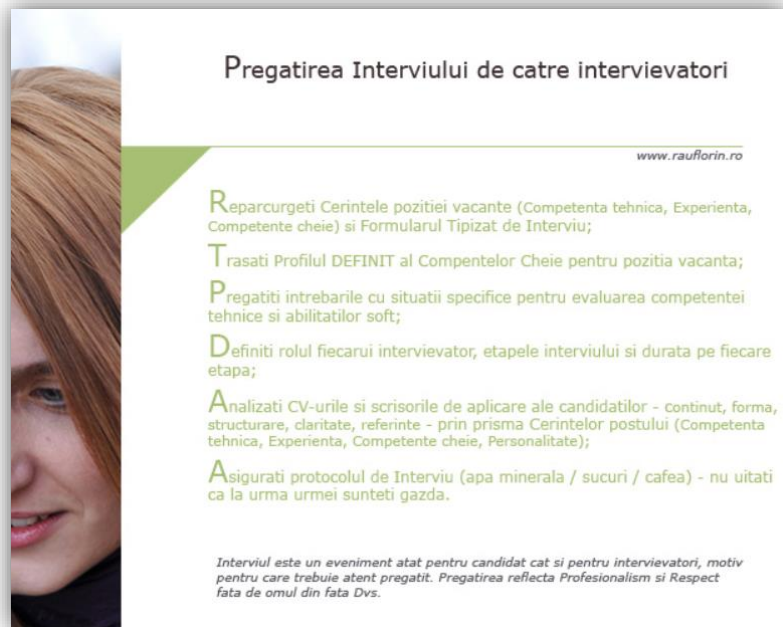 Pregatirea Interviului de catre intervievatori
www.rauflorin.ro
Reparcurgeti Cerintele pozitiei vacante (Competenta tehnica, Experienta,
Competente cheie) si Formularul Tipizat de Interviu;
Trasati Profilul DEFINIT al Compentelor Cheie pentru pozitia vacanta;
Pregatiti intrebarile cu situatii specifice pentru evaluarea competentei
tehnice si abilitatilor soft;
Definiti rolul fiecarui intervievator, etapele interviului si durata pe fiecare
etapa;
Analizati CV-urile si scrisorile de aplicare ale candidatilor - continut, forma,
structurare, claritate, referinte - prin prisma Cerintelor postului (Competenta
tehnica, Experienta, Competente cheie, Personalitate);
Asigurati protocolul de Interviu (apa minerala / sucuri / cafea) - nu uitati
ca la urma urmei sunteti gazda.
Interviul este un eveniment atat pentru candidat cat si pentru intervievatori, motiv
pentru care trebuie atent pregatit. Pregatirea reflecta Profesionalism si Respect
fata de omul din fata Dvs.